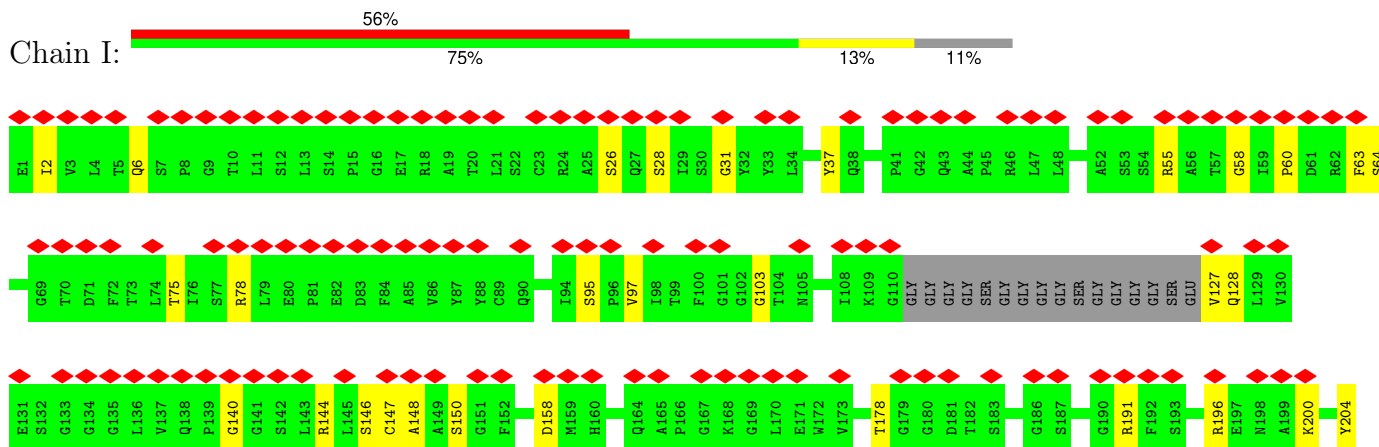 56%
Chain I:
75% 13% 11%
E1 I2 V3 L4 T5 Q6 S7 P8 G9 T10 L11 S12 L13 S14 P15 G16 E17 R18 A19 T20 L21 S22 C23 R24 A25 S26 Q27 S28 I29 S30 G31 Y32 Y33 L34 Y37 Q38 P41 G42 Q43 A44 P45 R46 L47 L48 A52 S53 S54 R55 A56 T57 G58 I59 P60 D61 R62 F63 S64
G69 T70 D71 F72 T73 L74 T75 I76 S77 R78 L79 E80 P81 E82 D83 F84 A85 V86 Y87 Y88 C89 Q90 I94 S95 P96 V97 I98 T99 F100 G101 G102 G103 T104 N105 I108 K109 G110 GLY GLY GLY GLY SER GLY GLY GLY GLY SER GLY GLY GLY GLY SER GLU V127 Q128 L129 V130
E131 S132 G133 G134 G135 L136 V137 Q138 P139 G140 G141 S142 L143 R144 L145 S146 C147 A148 A149 S150 G151 F152 D158 M159 H160 Q164 A165 P166 G167 K168 G169 L170 E171 W172 V173 T178 G179 G180 D181 T182 S183 G186 S187 G190 R191 F192 S193 R196 E197 N198 A199 K200 Y204